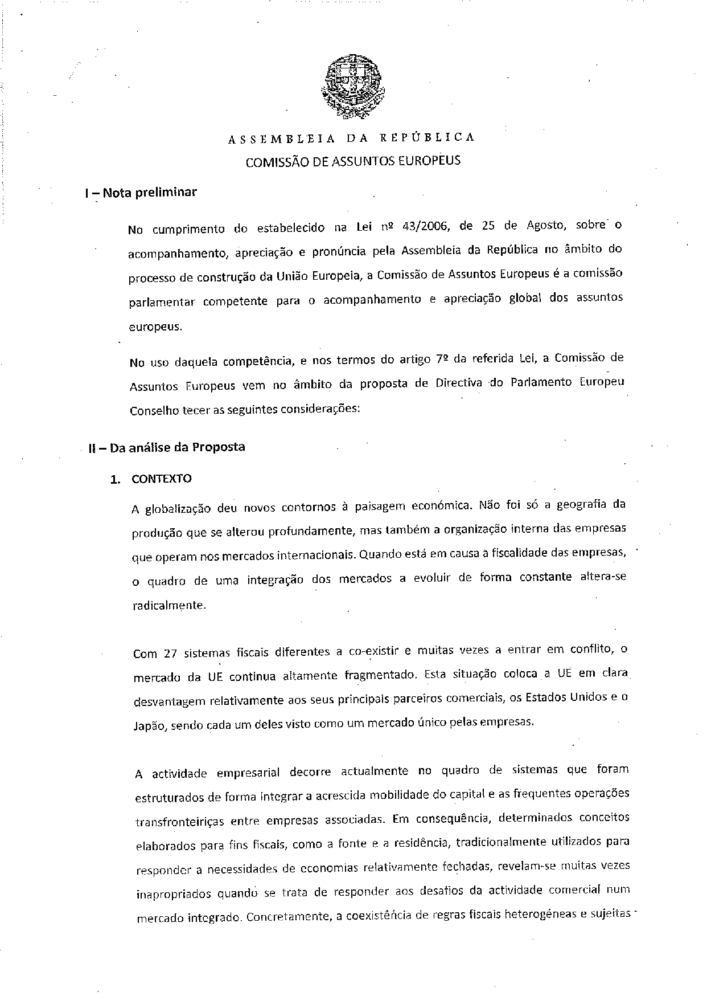 ASSEMBLEIA DA REPÚBLICA
COMISSÃO DE ASSUNTOS EUROPEUS
I – Nota preliminar
No cumprimento do estabelecido na Lei nº 43/2006, de 25 de Agosto, sobre o
acompanhamento, apreciação e pronúncia pela Assembleia da República no âmbito do
processo de construção da União Europeia, a Comissão de Assuntos Europeus é a comissão
parlamentar competente para o acompanhamento e apreciação global dos assuntos
europeus.
No uso daquela competência, e nos termos do artigo 7º da referida Lei, a Comissão de
Assuntos Europeus vem no âmbito da proposta de Directiva do Parlamento Europeu
Conselho tecer as seguintes considerações:
II – Da análise da Proposta
1. CONTEXTO
A globalização deu novos contornos à paisagem económica. Não foi só a geografia da
produção que se alterou profundamente, mas também a organização interna das empresas
que operam nos mercados internacionais. Quando está em causa a fiscalidade das empresas,
o quadro de uma integração dos mercados a evoluir de forma constante altera-se
radicalmente.
Com 27 sistemas fiscais diferentes a co-existir e muitas vezes a entrar em conflito, o
mercado da UE continua altamente fragmentado. Esta situação coloca a UE em clara
desvantagem relativamente aos seus principais parceiros comerciais, os Estados Unidos e o
Japão, sendo cada um deles visto como um mercado único pelas empresas.
A actividade empresarial decorre actualmente no quadro de sistemas que foram
estruturados de forma integrar a acrescida mobilidade do capital e as frequentes operações
transfronteiriças entre empresas associadas. Em consequência, determinados conceitos
elaborados para fins fiscais, como a fonte e a residência, tradicionalmente utilizados para
responder a necessidades de economias relativamente fechadas, revelam-se muitas vezes
inapropriados quando se trata de responder aos desafios da actividade comercial num
mercado integrado. Concretamente, a coexistência de regras fiscais heterogéneas e sujeitas